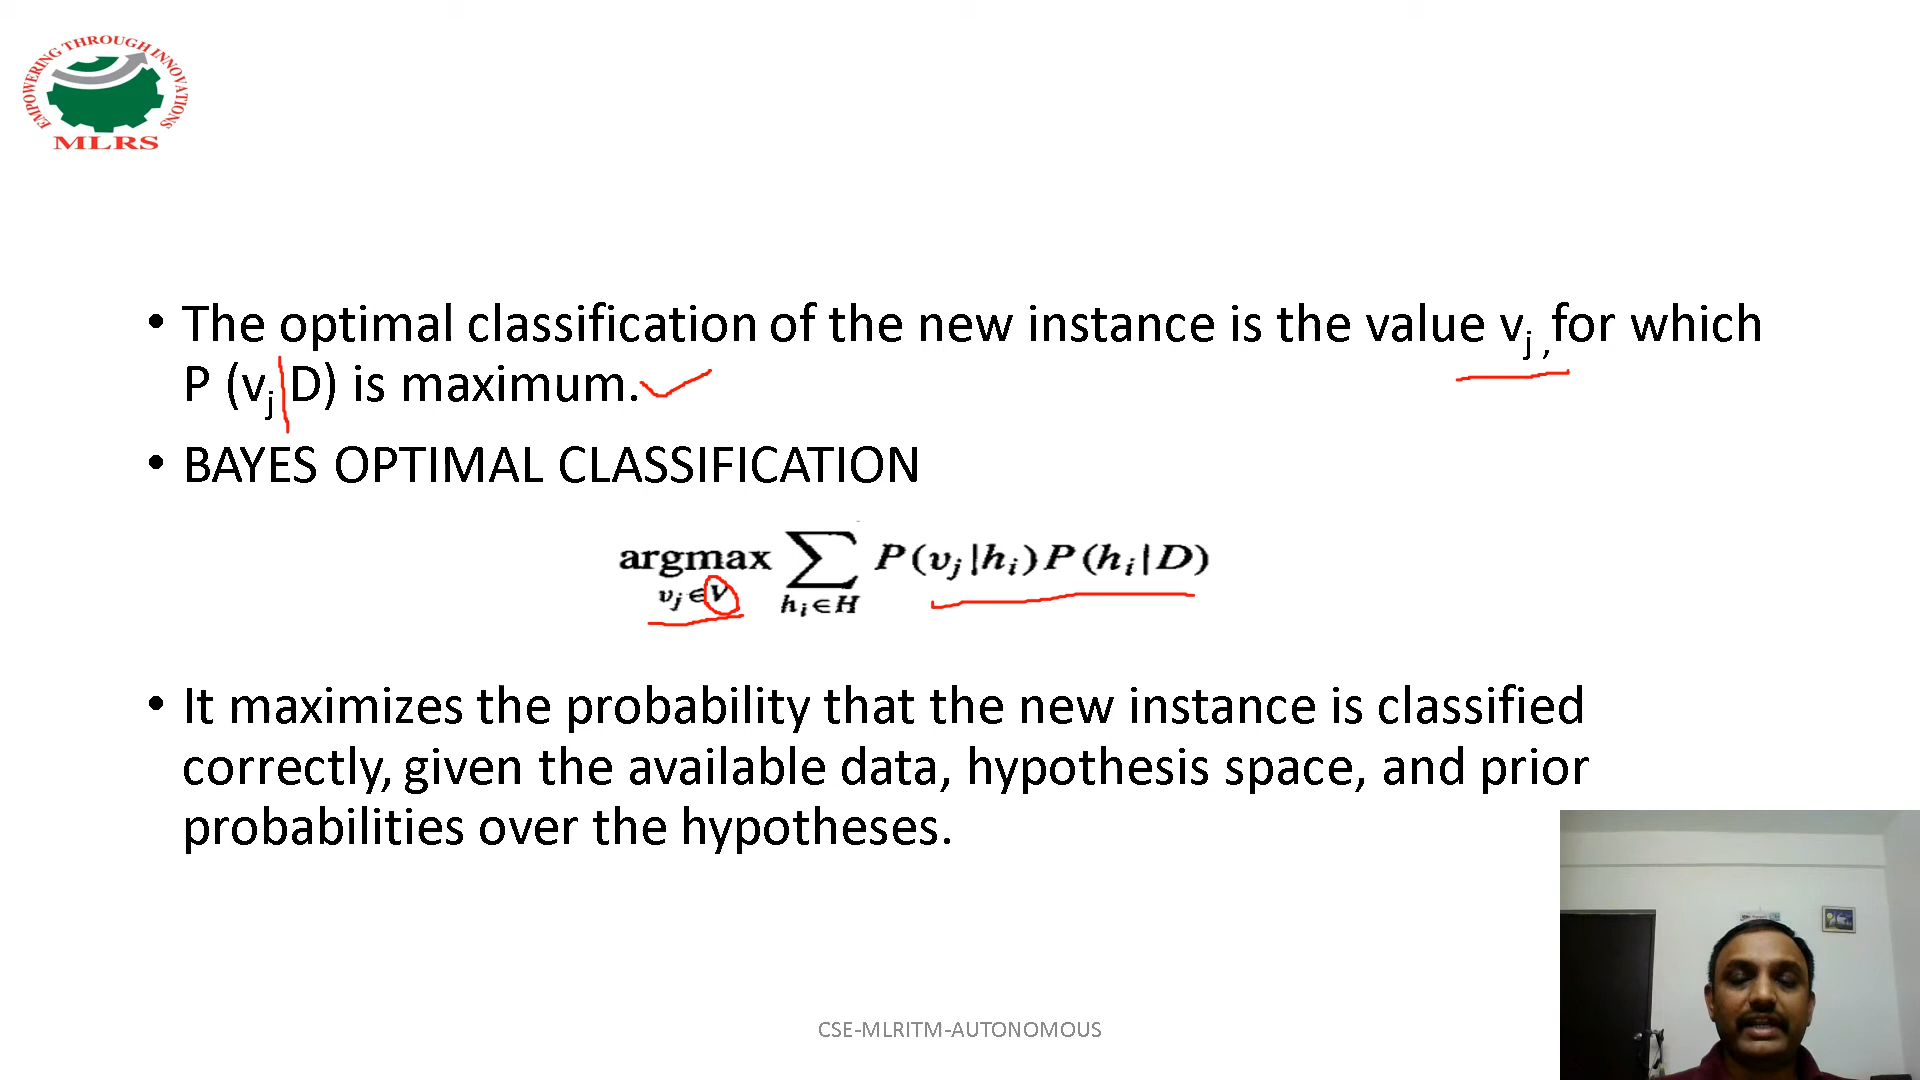 EMPOWERING THROUGH INNOVATIONS
MLRS
• The optimal classification of the new instance is the value vj , for which
P (vj|D) is maximum.
• BAYES OPTIMAL CLASSIFICATION
argmax ∑ P(vj|hi)P(hi|D)
vj∈V hi∈H
• It maximizes the probability that the new instance is classified
correctly, given the available data, hypothesis space, and prior
probabilities over the hypotheses.
CSE-MLRITM-AUTONOMOUS